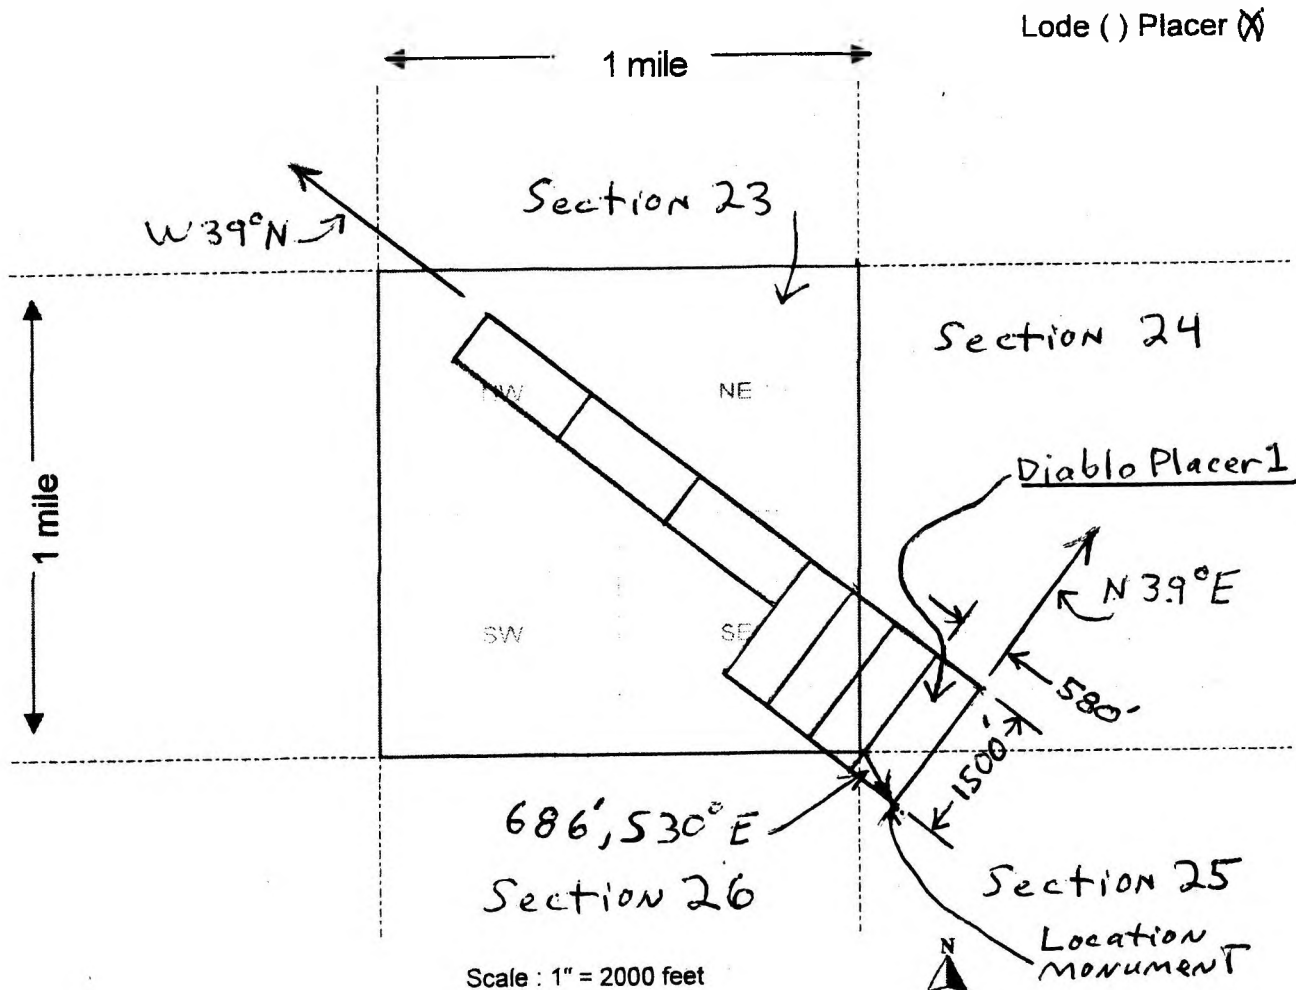 Lode ( ) Placer (X)
1 mile
Section 23
W 39° N
Section 24
NW
NE
Diablo Placer 1
1 mile
N 39° E
SW
SE
580'
1500'
686', S30° E
Section 26
Section 25
Location
MONUMENT
N
Scale : 1" = 2000 feet